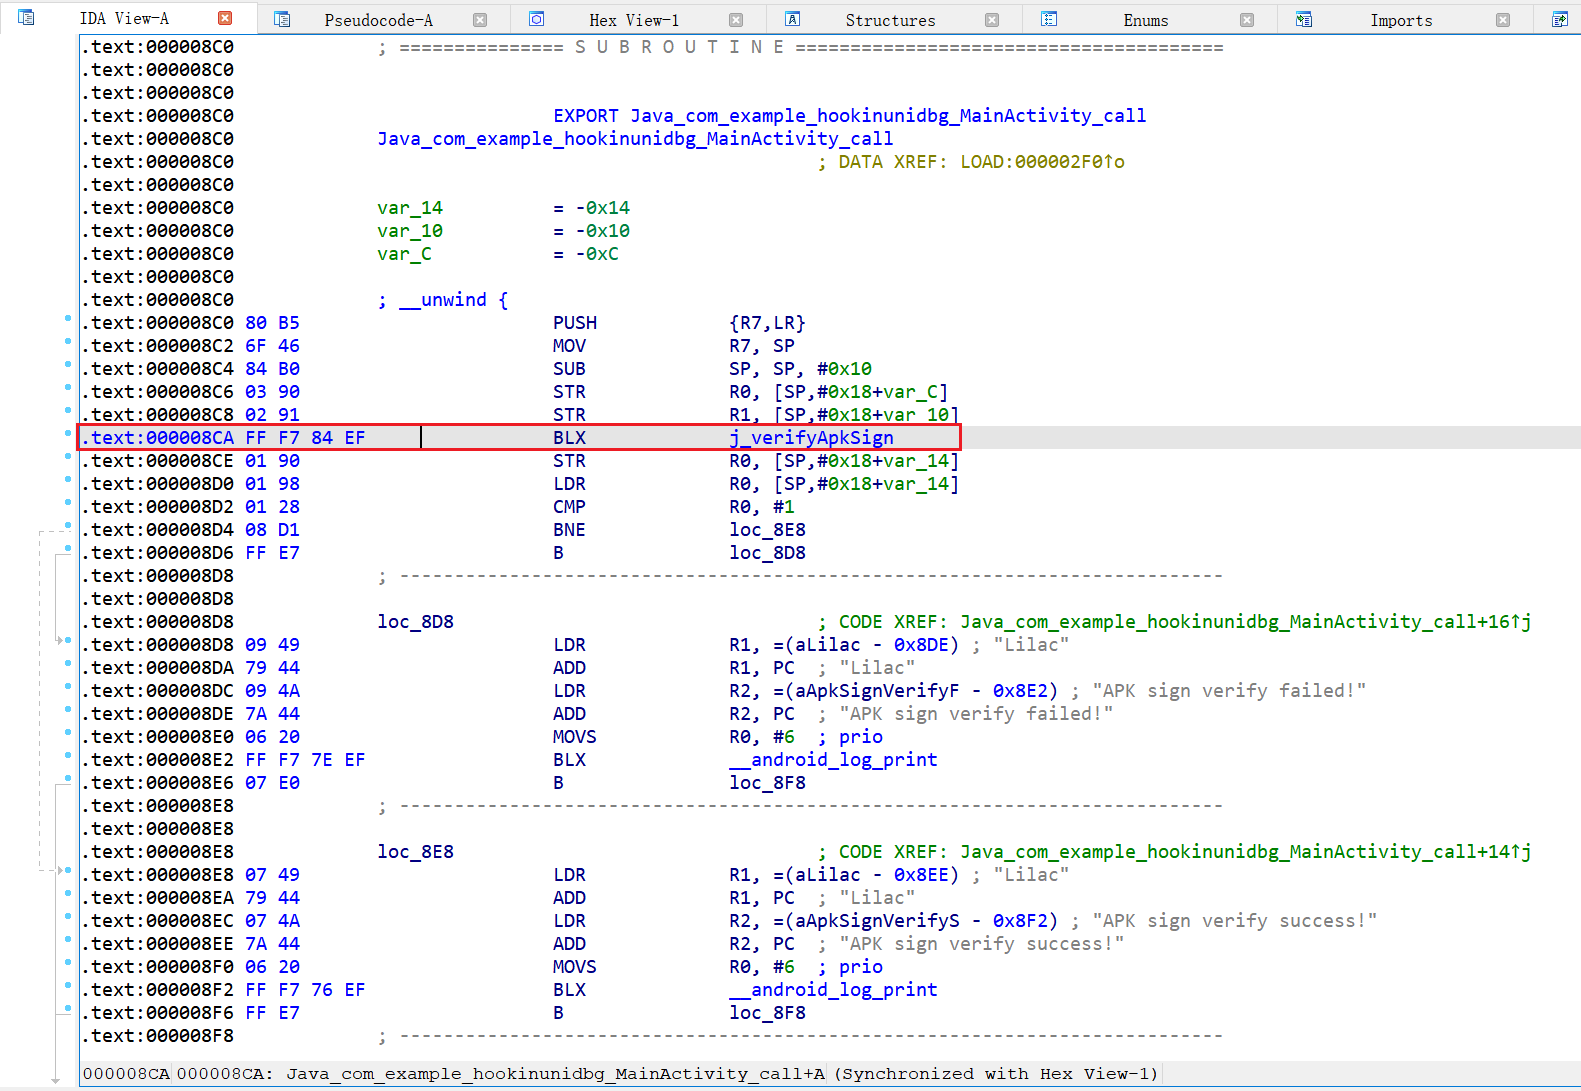 IDA View-A Pseudocode-A Hex View-1 Structures Enums Imports
.text:000008C0 ; =============== S U B R O U T I N E =======================================
.text:000008C0
.text:000008C0
.text:000008C0 EXPORT Java_com_example_hookinunidbg_MainActivity_call
.text:000008C0 Java_com_example_hookinunidbg_MainActivity_call
.text:000008C0 ; DATA XREF: LOAD:000002F0↑o
.text:000008C0
.text:000008C0 var_14 = -0x14
.text:000008C0 var_10 = -0x10
.text:000008C0 var_C = -0xC
.text:000008C0
.text:000008C0 ; __unwind {
.text:000008C0 80 B5 PUSH {R7,LR}
.text:000008C2 6F 46 MOV R7, SP
.text:000008C4 84 B0 SUB SP, SP, #0x10
.text:000008C6 03 90 STR R0, [SP,#0x18+var_C]
.text:000008C8 02 91 STR R1, [SP,#0x18+var_10]
.text:000008CA FF F7 84 EF BLX j_verifyApkSign
.text:000008CE 01 90 STR R0, [SP,#0x18+var_14]
.text:000008D0 01 98 LDR R0, [SP,#0x18+var_14]
.text:000008D2 01 28 CMP R0, #1
.text:000008D4 08 D1 BNE loc_8E8
.text:000008D6 FF E7 B loc_8D8
.text:000008D8 ; ---------------------------------------------------------------------------
.text:000008D8
.text:000008D8 loc_8D8 ; CODE XREF: Java_com_example_hookinunidbg_MainActivity_call+16↑j
.text:000008D8 09 49 LDR R1, =(aLilac - 0x8DE) ; "Lilac"
.text:000008DA 79 44 ADD R1, PC ; "Lilac"
.text:000008DC 09 4A LDR R2, =(aApkSignVerifyF - 0x8E2) ; "APK sign verify failed!"
.text:000008DE 7A 44 ADD R2, PC ; "APK sign verify failed!"
.text:000008E0 06 20 MOVS R0, #6 ; prio
.text:000008E2 FF F7 7E EF BLX __android_log_print
.text:000008E6 07 E0 B loc_8F8
.text:000008E8 ; ---------------------------------------------------------------------------
.text:000008E8
.text:000008E8 loc_8E8 ; CODE XREF: Java_com_example_hookinunidbg_MainActivity_call+14↑j
.text:000008E8 07 49 LDR R1, =(aLilac - 0x8EE) ; "Lilac"
.text:000008EA 79 44 ADD R1, PC ; "Lilac"
.text:000008EC 07 4A LDR R2, =(aApkSignVerifyS - 0x8F2) ; "APK sign verify success!"
.text:000008EE 7A 44 ADD R2, PC ; "APK sign verify success!"
.text:000008F0 06 20 MOVS R0, #6 ; prio
.text:000008F2 FF F7 76 EF BLX __android_log_print
.text:000008F6 FF E7 B loc_8F8
.text:000008F8 ; ---------------------------------------------------------------------------
000008CA 000008CA: Java_com_example_hookinunidbg_MainActivity_call+A (Synchronized with Hex View-1)